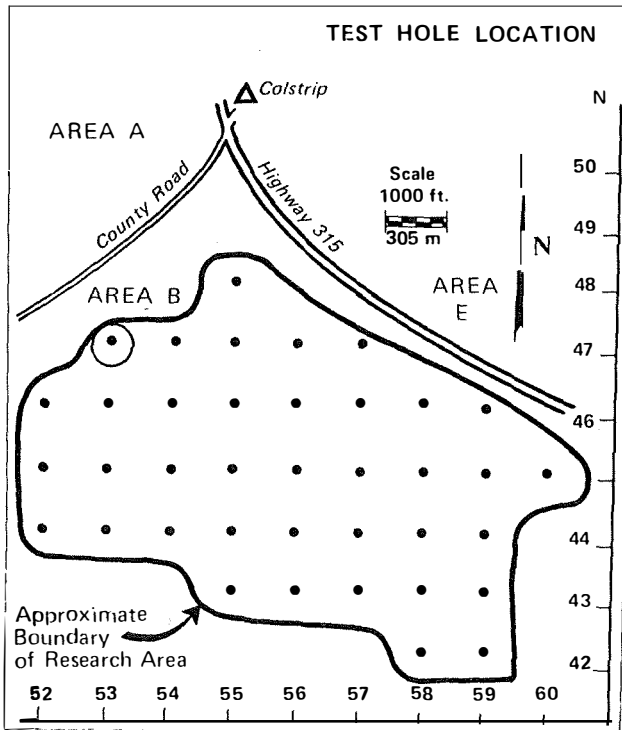 TEST HOLE LOCATION
Colstrip
N
AREA A
County Road
Highway 315
Scale
1000 ft.
305 m
N
AREA B
AREA
E
50
49
48
47
46
45
44
43
42
Approximate
Boundary
of Research Area
52 53 54 55 56 57 58 59 60